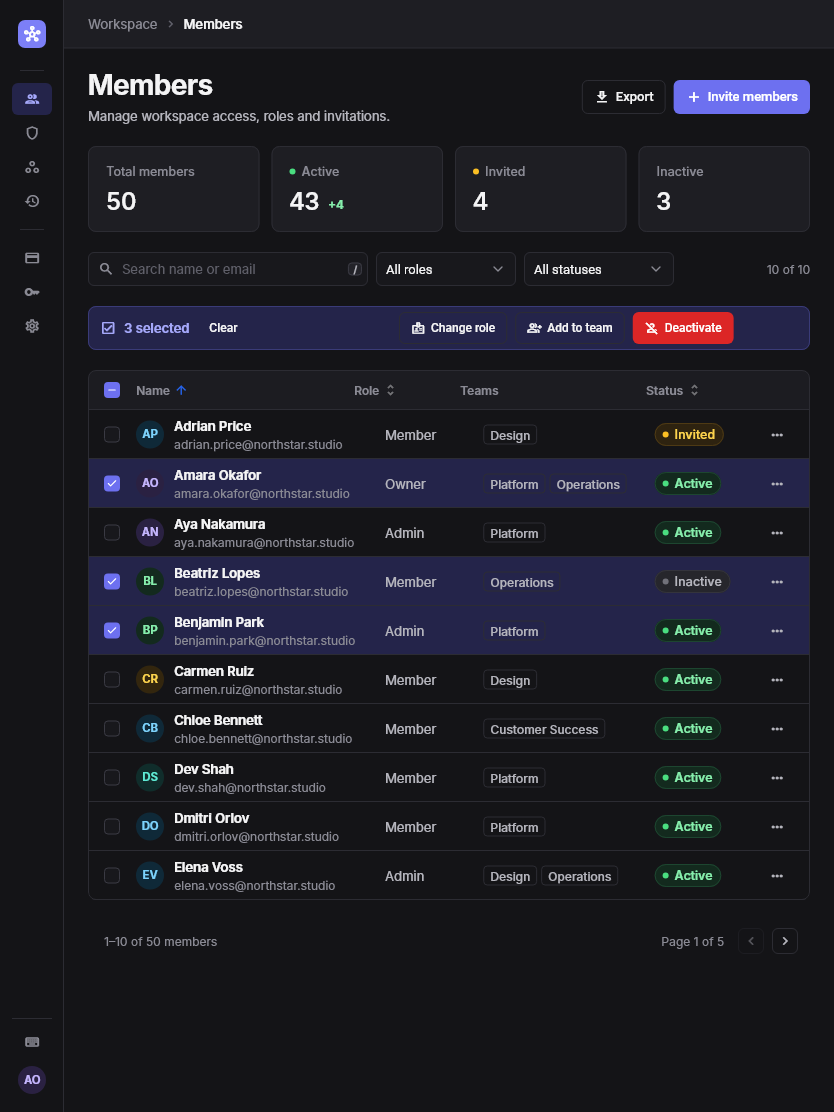 Workspace > Members
Members
Manage workspace access, roles and invitations.
Export
Invite members
Total members
50
Active
43 +4
Invited
4
Inactive
3
Search name or email /
All roles
All statuses
10 of 10
3 selected Clear Change role Add to team Deactivate
Name Role Teams Status
AP Adrian Price
adrian.price@northstar.studio
Member Design Invited
AO Amara Okafor
amara.okafor@northstar.studio
Owner Platform Operations Active
AN Aya Nakamura
aya.nakamura@northstar.studio
Admin Platform Active
BL Beatriz Lopes
beatriz.lopes@northstar.studio
Member Operations Inactive
BP Benjamin Park
benjamin.park@northstar.studio
Admin Platform Active
CR Carmen Ruiz
carmen.ruiz@northstar.studio
Member Design Active
CB Chloe Bennett
chloe.bennett@northstar.studio
Member Customer Success Active
DS Dev Shah
dev.shah@northstar.studio
Member Platform Active
DO Dmitri Orlov
dmitri.orlov@northstar.studio
Member Platform Active
EV Elena Voss
elena.voss@northstar.studio
Admin Design Operations Active
1–10 of 50 members
Page 1 of 5
AO